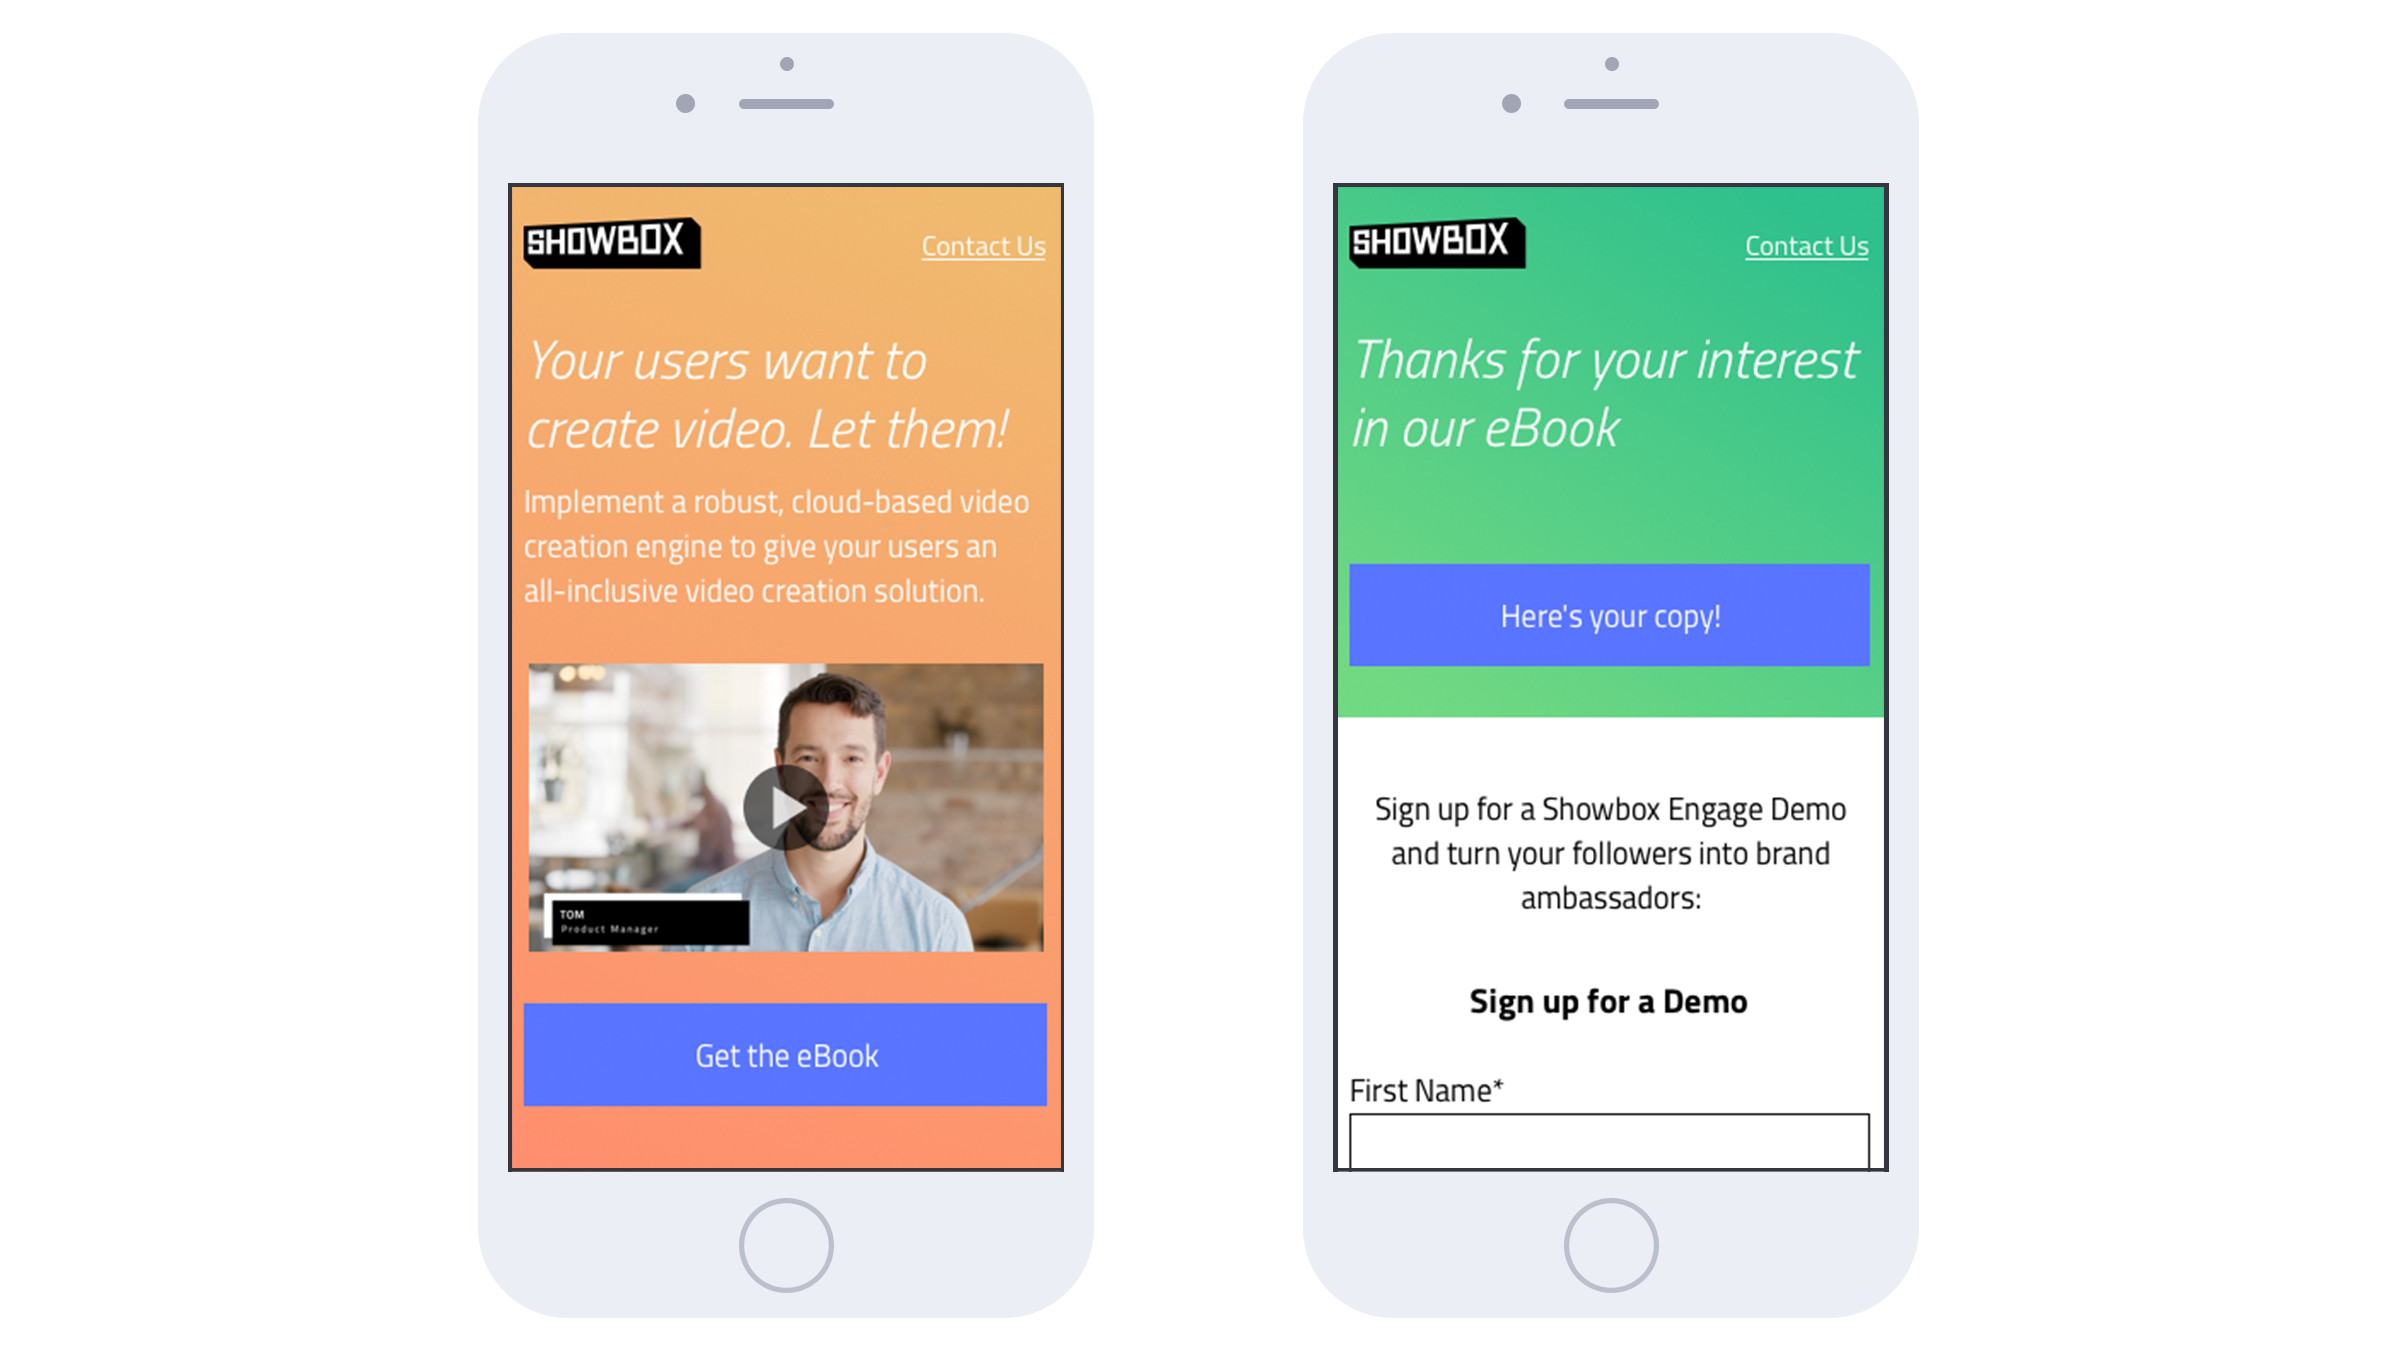 SHOWBOX
Contact Us
Your users want to
create video. Let them!
Implement a robust, cloud-based video
creation engine to give your users an
all-inclusive video creation solution.
TOM
Product Manager
Get the eBook
SHOWBOX
Contact Us
Thanks for your interest
in our eBook
Here's your copy!
Sign up for a Showbox Engage Demo
and turn your followers into brand
ambassadors:
Sign up for a Demo
First Name*